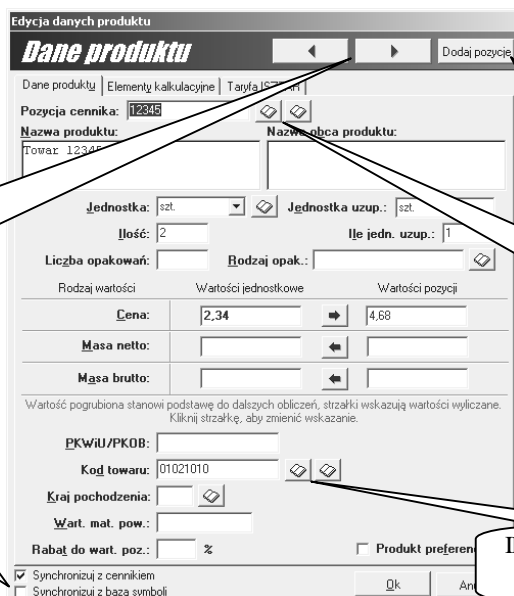 Edycja danych produktu
Dane produktu
Dodaj pozycję
Dane produktu Elementy kalkulacyjne Taryfa
Pozycja cennika: 12345
Nazwa produktu: Nazwa obca produktu:
Towar 12345
Jednostka: szt. Jednostka uzup.: szt.
Ilość: 2 Ile jedn. uzup.: 1
Liczba opakowań: Rodzaj opak.:
Rodzaj wartości Wartości jednostkowe Wartości pozycji
Cena: 2,34 4,68
Masa netto:
Masa brutto:
Wartość pogrubiona stanowi podstawę do dalszych obliczeń, strzałki wskazują wartości wyliczane.
Kliknij strzałkę, aby zmienić wskazanie.
PKWiU/PKOB:
Kod towaru: 01021010
Kraj pochodzenia:
Wart. mat. pow.:
Rabat do wart. poz.: % Produkt preferen
Synchronizuj z cennikiem
Synchronizuj z bazą symboli
Ok An